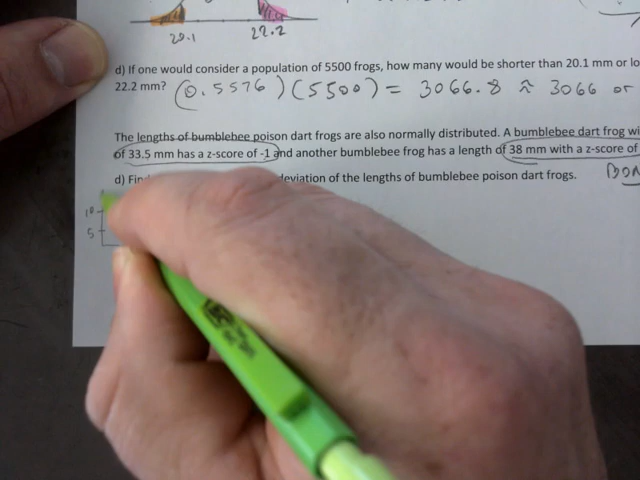 20.1 22.2
d) If one would consider a population of 5500 frogs, how many would be shorter than 20.1 mm or lo
22.2 mm? (0.5576)(5500) = 3066.8 ≈ 3066 or
The lengths of bumblebee poison dart frogs are also normally distributed. A bumblebee dart frog wi
of 33.5 mm has a z-score of -1 and another bumblebee frog has a length of 38 mm with a z-score of
d) Find deviation of the lengths of bumblebee poison dart frogs.
10
5